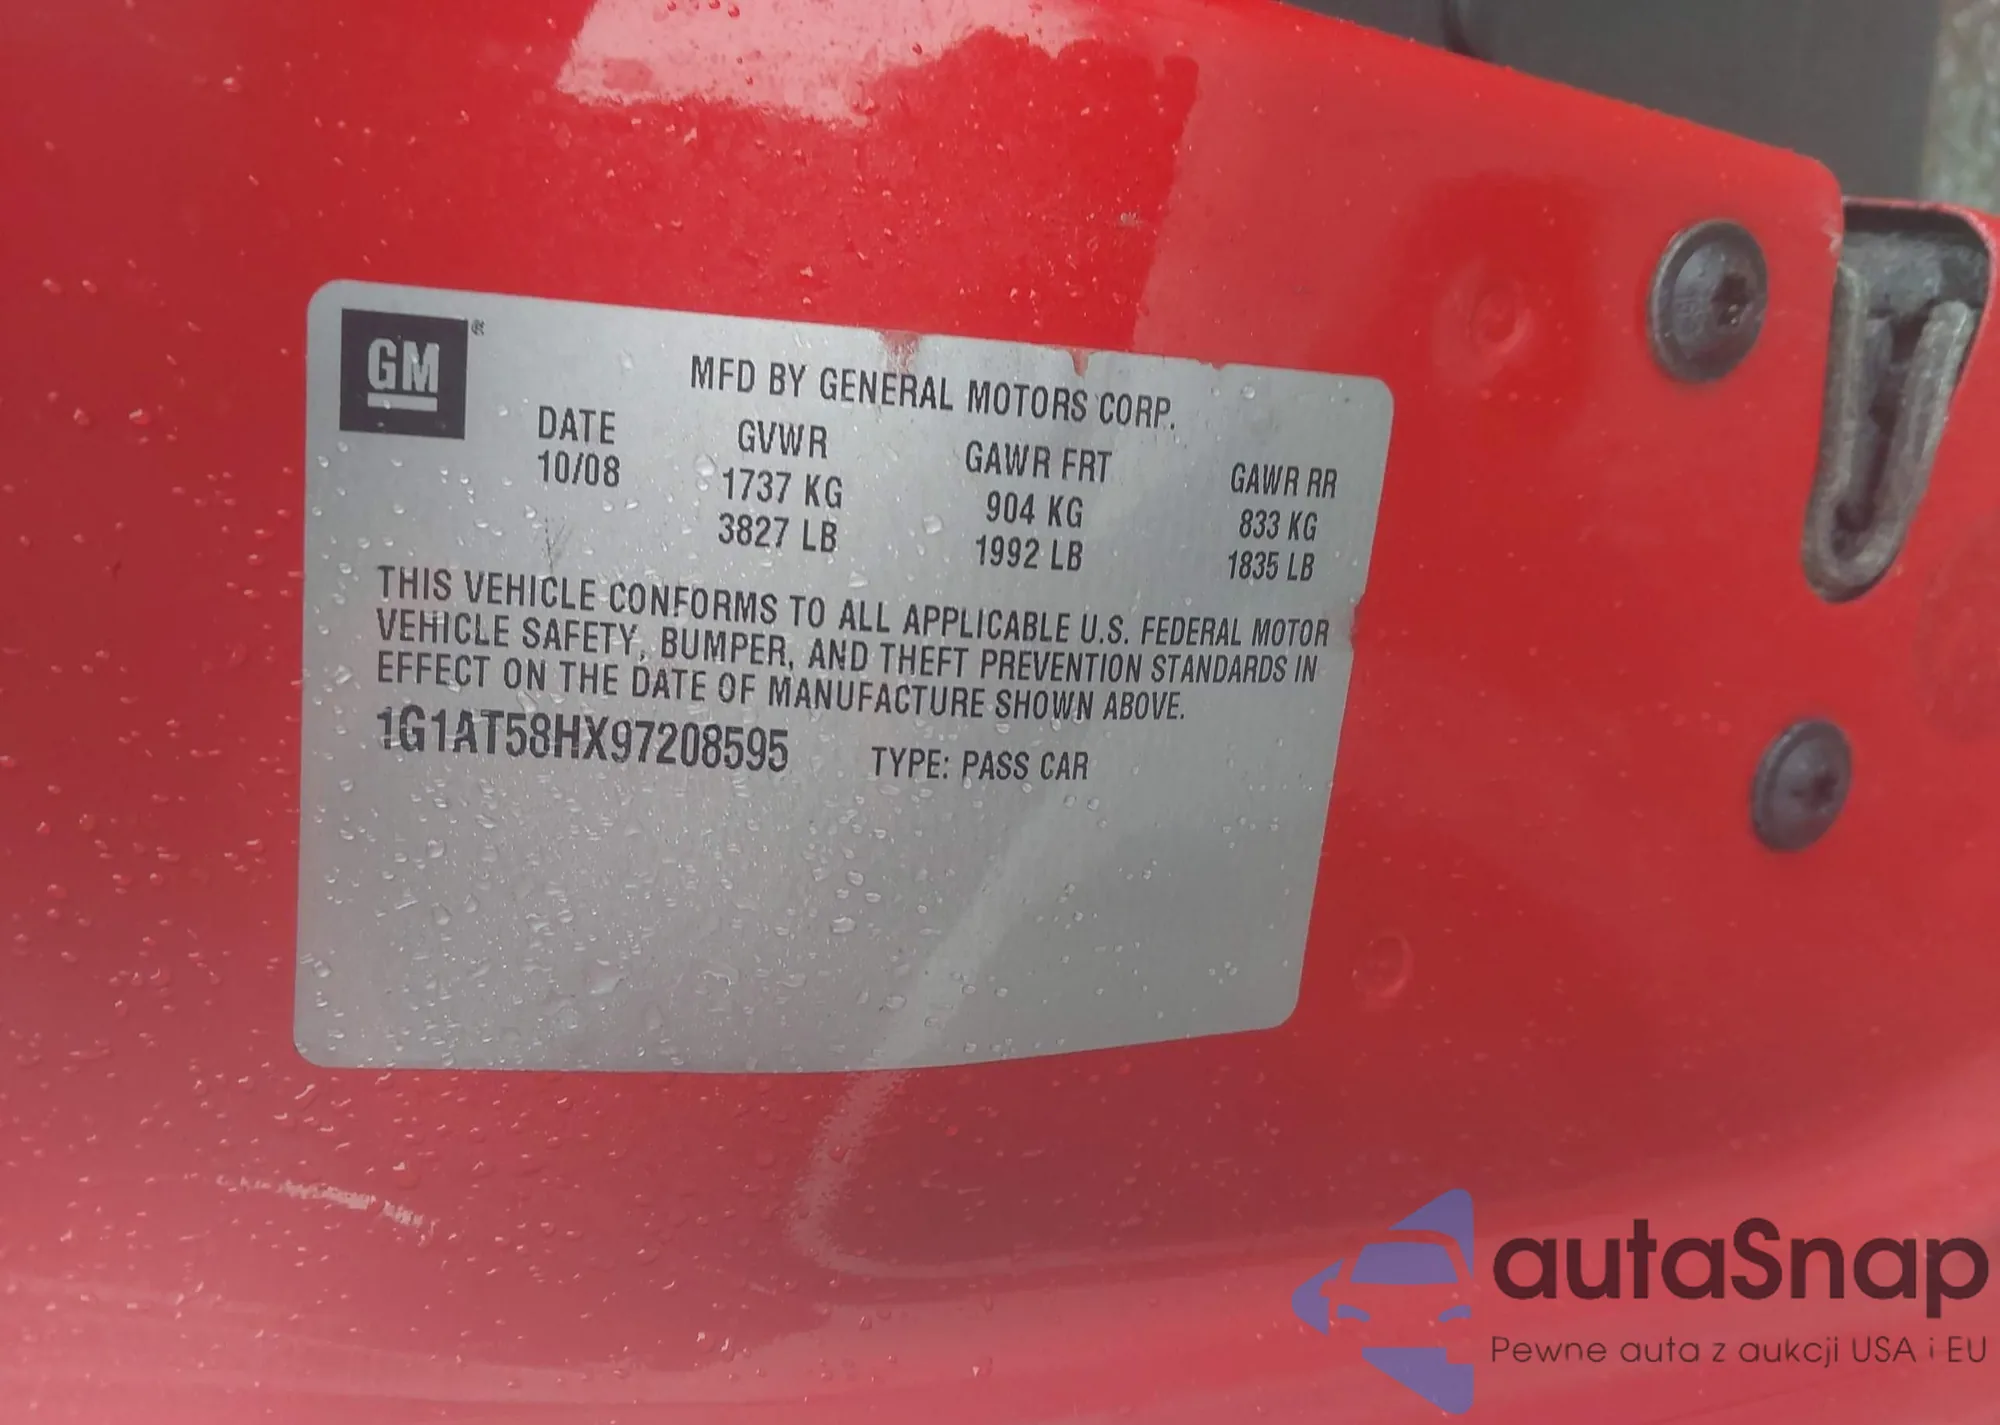 GM®
MFD BY GENERAL MOTORS CORP.
DATE GVWR GAWR FRT GAWR RR
10/08 1737 KG 904 KG 833 KG
3827 LB 1992 LB 1835 LB
THIS VEHICLE CONFORMS TO ALL APPLICABLE U.S. FEDERAL MOTOR
VEHICLE SAFETY, BUMPER, AND THEFT PREVENTION STANDARDS IN
EFFECT ON THE DATE OF MANUFACTURE SHOWN ABOVE.
1G1AT58HX97208595 TYPE: PASS CAR
autaSnap
Pewne auta z aukcji USA i EU